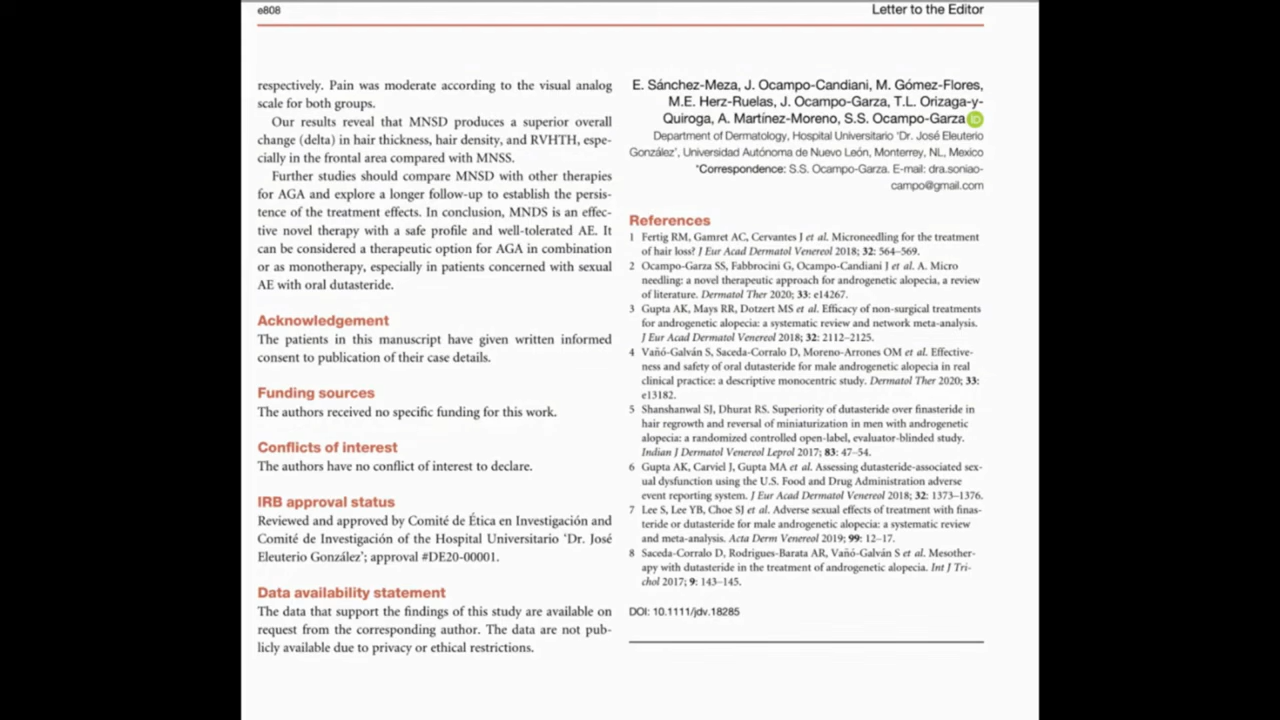 e808
Letter to the Editor
respectively. Pain was moderate according to the visual analog
scale for both groups.
Our results reveal that MNSD produces a superior overall
change (delta) in hair thickness, hair density, and RVHTH, espe-
cially in the frontal area compared with MNSS.
Further studies should compare MNSD with other therapies
for AGA and explore a longer follow-up to establish the persis-
tence of the treatment effects. In conclusion, MNDS is an effec-
tive novel therapy with a safe profile and well-tolerated AE. It
can be considered a therapeutic option for AGA in combination
or as monotherapy, especially in patients concerned with sexual
AE with oral dutasteride.
Acknowledgement
The patients in this manuscript have given written informed
consent to publication of their case details.
Funding sources
The authors received no specific funding for this work.
Conflicts of interest
The authors have no conflict of interest to declare.
IRB approval status
Reviewed and approved by Comité de Ética en Investigación and
Comité de Investigación of the Hospital Universitario ‘Dr. José
Eleuterio González’; approval #DE20-00001.
Data availability statement
The data that support the findings of this study are available on
request from the corresponding author. The data are not pub-
licly available due to privacy or ethical restrictions.
E. Sánchez-Meza, J. Ocampo-Candiani, M. Gómez-Flores,
M.E. Herz-Ruelas, J. Ocampo-Garza, T.L. Orizaga-y-
Quiroga, A. Martínez-Moreno, S.S. Ocampo-Garza iD
Department of Dermatology, Hospital Universitario ‘Dr. José Eleuterio
González’, Universidad Autónoma de Nuevo León, Monterrey, NL, Mexico
*Correspondence: S.S. Ocampo-Garza. E-mail: dra.soniao-
campo@gmail.com
References
1 Fertig RM, Gamret AC, Cervantes J et al. Microneedling for the treatment
of hair loss? J Eur Acad Dermatol Venereol 2018; 32: 564–569.
2 Ocampo-Garza SS, Fabbrocini G, Ocampo-Candiani J et al. A. Micro
needling: a novel therapeutic approach for androgenetic alopecia, a review
of literature. Dermatol Ther 2020; 33: e14267.
3 Gupta AK, Mays RR, Dotzert MS et al. Efficacy of non-surgical treatments
for androgenetic alopecia: a systematic review and network meta-analysis.
J Eur Acad Dermatol Venereol 2018; 32: 2112–2125.
4 Vañó-Galván S, Saceda-Corralo D, Moreno-Arrones OM et al. Effective-
ness and safety of oral dutasteride for male androgenetic alopecia in real
clinical practice: a descriptive monocentric study. Dermatol Ther 2020; 33:
e13182.
5 Shanshanwal SJ, Dhurat RS. Superiority of dutasteride over finasteride in
hair regrowth and reversal of miniaturization in men with androgenetic
alopecia: a randomized controlled open-label, evaluator-blinded study.
Indian J Dermatol Venereol Leprol 2017; 83: 47–54.
6 Gupta AK, Carviel J, Gupta MA et al. Assessing dutasteride-associated sex-
ual dysfunction using the U.S. Food and Drug Administration adverse
event reporting system. J Eur Acad Dermatol Venereol 2018; 32: 1373–1376.
7 Lee S, Lee YB, Choe SJ et al. Adverse sexual effects of treatment with finas-
teride or dutasteride for male androgenetic alopecia: a systematic review
and meta-analysis. Acta Derm Venereol 2019; 99: 12–17.
8 Saceda-Corralo D, Rodrigues-Barata AR, Vañó-Galván S et al. Mesother-
apy with dutasteride in the treatment of androgenetic alopecia. Int J Tri-
chol 2017; 9: 143–145.
DOI: 10.1111/jdv.18285